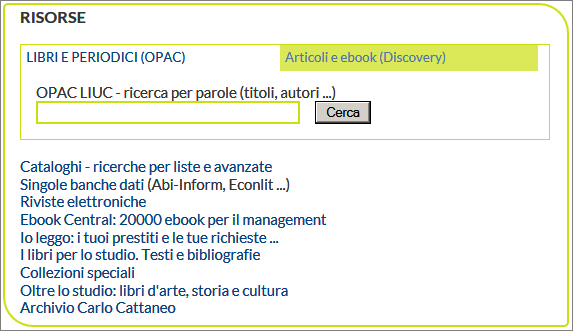 RISORSE
LIBRI E PERIODICI (OPAC)
Articoli e ebook (Discovery)
OPAC LIUC - ricerca per parole (titoli, autori ...)
Cerca
Cataloghi - ricerche per liste e avanzate
Singole banche dati (Abi-Inform, Econlit ...)
Riviste elettroniche
Ebook Central: 20000 ebook per il management
Io leggo: i tuoi prestiti e le tue richieste ...
I libri per lo studio. Testi e bibliografie
Collezioni speciali
Oltre lo studio: libri d'arte, storia e cultura
Archivio Carlo Cattaneo